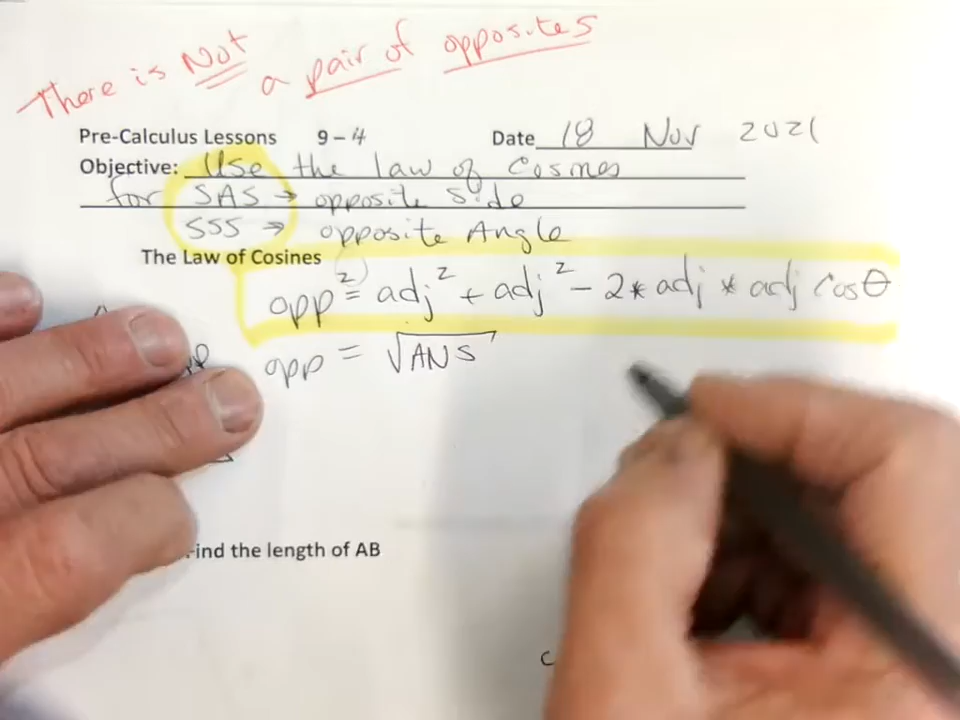 There is Not a pair of opposites
Pre-Calculus Lessons 9-4 Date 18 Nov 2021
Objective: Use the law of Cosines
for SAS → opposite side
SSS → opposite Angle
The Law of Cosines
opp² = adj² + adj² - 2* adj * adj Cosθ
opp = √ANS
ind the length of AB
C